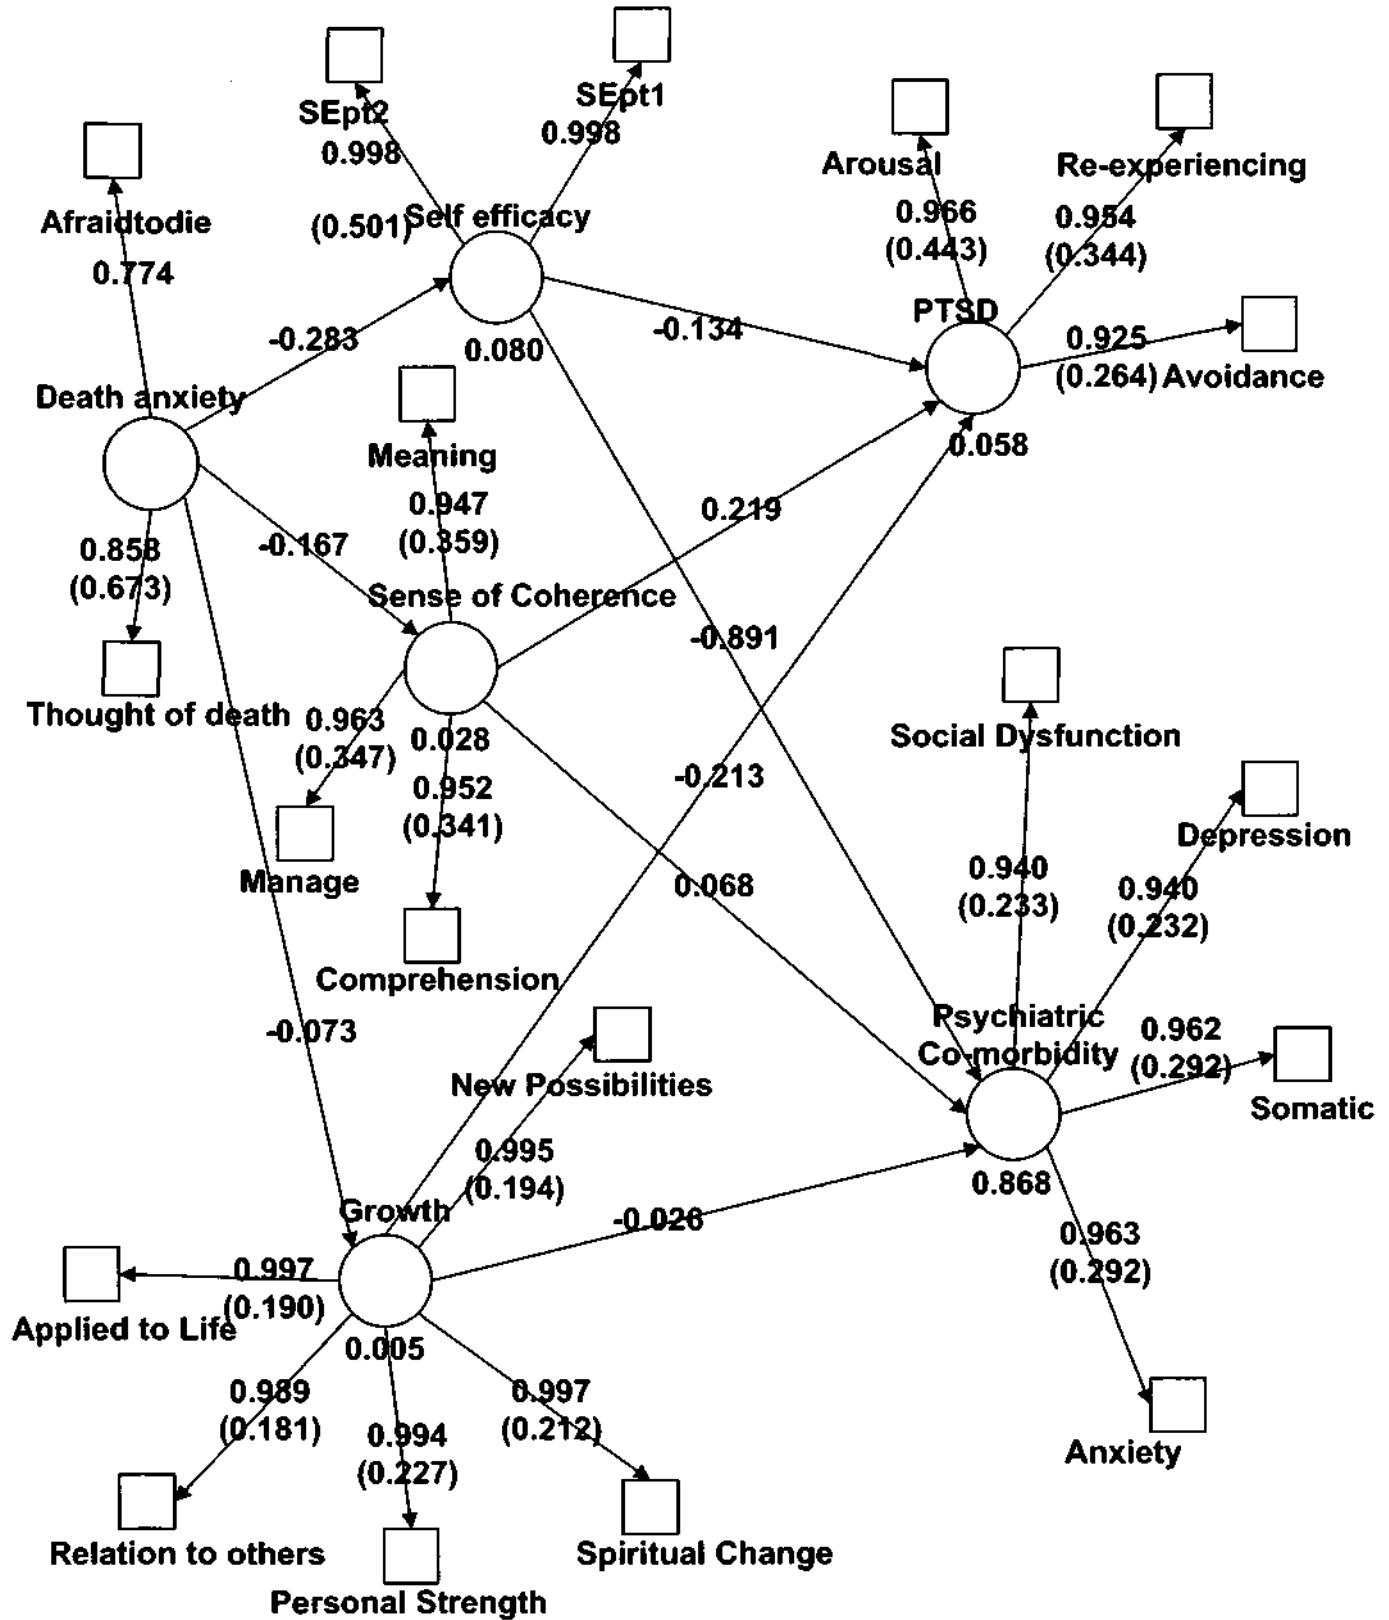 SEpt2
0.998
(0.501)
SEpt1
0.998
Self efficacy
0.080
Afraidtodie
0.774
Death anxiety
0.858
(0.673)
Thought of death
-0.283
-0.167
-0.073
Meaning
0.947
(0.359)
Sense of Coherence
0.028
0.963
(0.347)
Manage
0.952
(0.341)
Comprehension
Arousal
0.966
(0.443)
Re-experiencing
0.954
(0.344)
PTSD
0.925
(0.264)
Avoidance
0.058
-0.134
0.219
-0.891
-0.213
0.068
-0.026
Social Dysfunction
0.940
(0.233)
Depression
0.940
(0.232)
Psychiatric
Co-morbidity
0.962
(0.292)
Somatic
0.868
0.963
(0.292)
Anxiety
New Possibilities
0.995
(0.194)
Growth
0.005
0.997
(0.190)
Applied to Life
0.989
(0.181)
Relation to others
0.994
(0.227)
Personal Strength
0.997
(0.212)
Spiritual Change